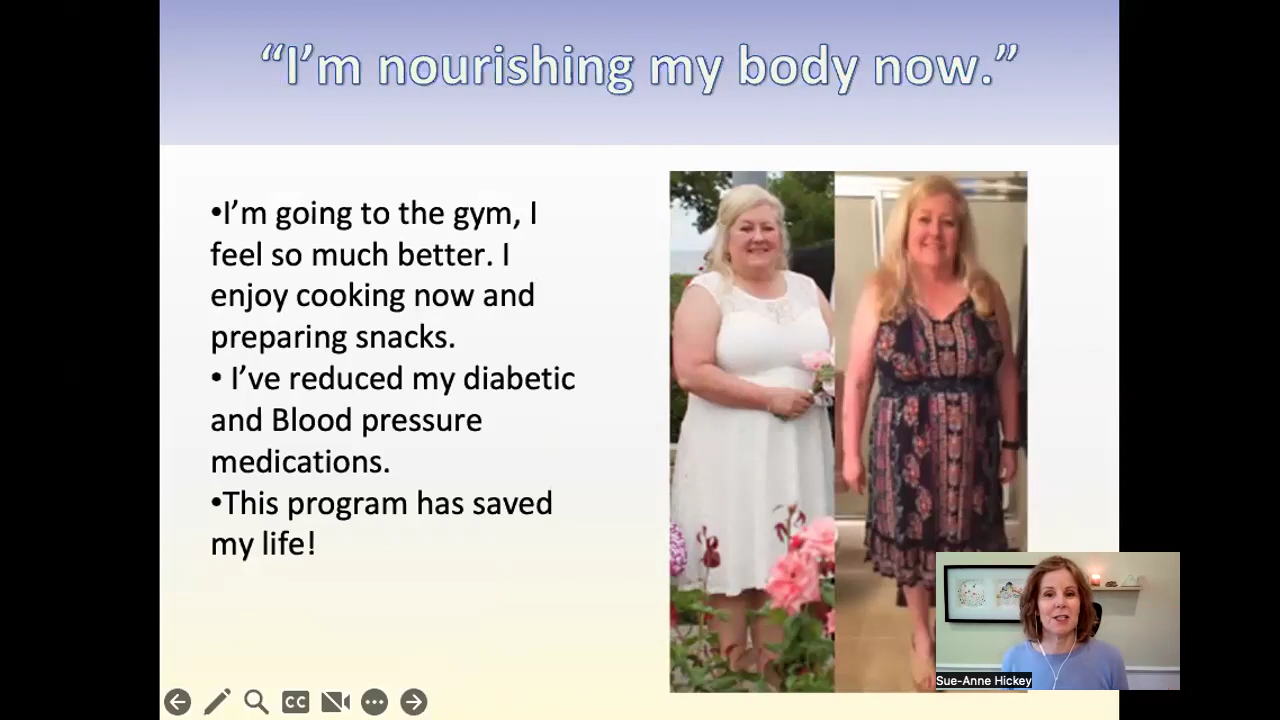 “I’m nourishing my body now.”
•I’m going to the gym, I
feel so much better. I
enjoy cooking now and
preparing snacks.
• I’ve reduced my diabetic
and Blood pressure
medications.
•This program has saved
my life!
Sue-Anne Hickey
CC